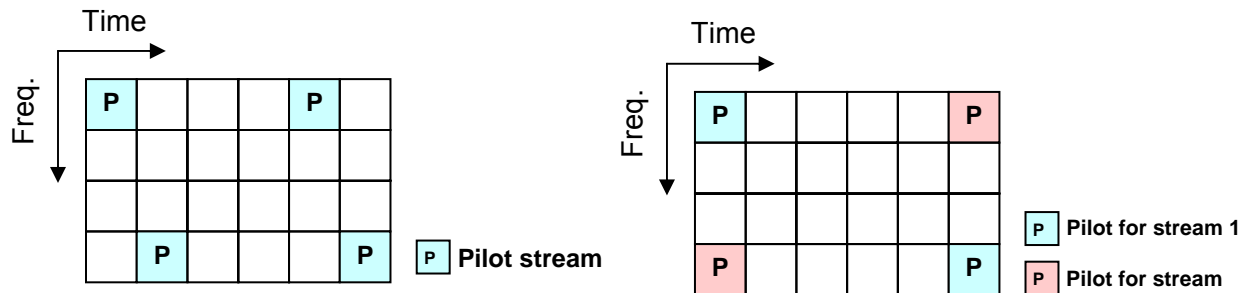 Time
Freq.
P P
P P
P Pilot stream
Time
Freq.
P P
P P
P Pilot for stream 1
P Pilot for stream